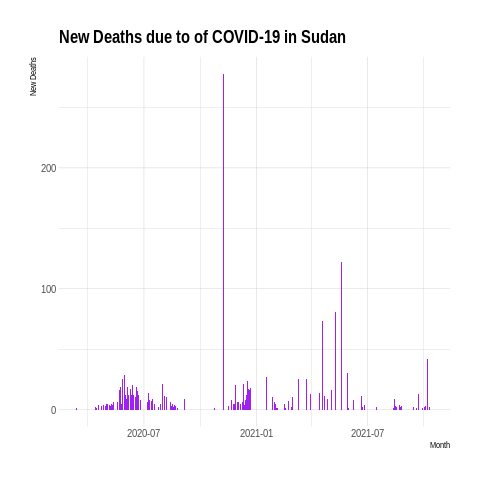 New Deaths due to of COVID-19 in Sudan
New Deaths
200
100
0
2020-07
2021-01
2021-07
Month